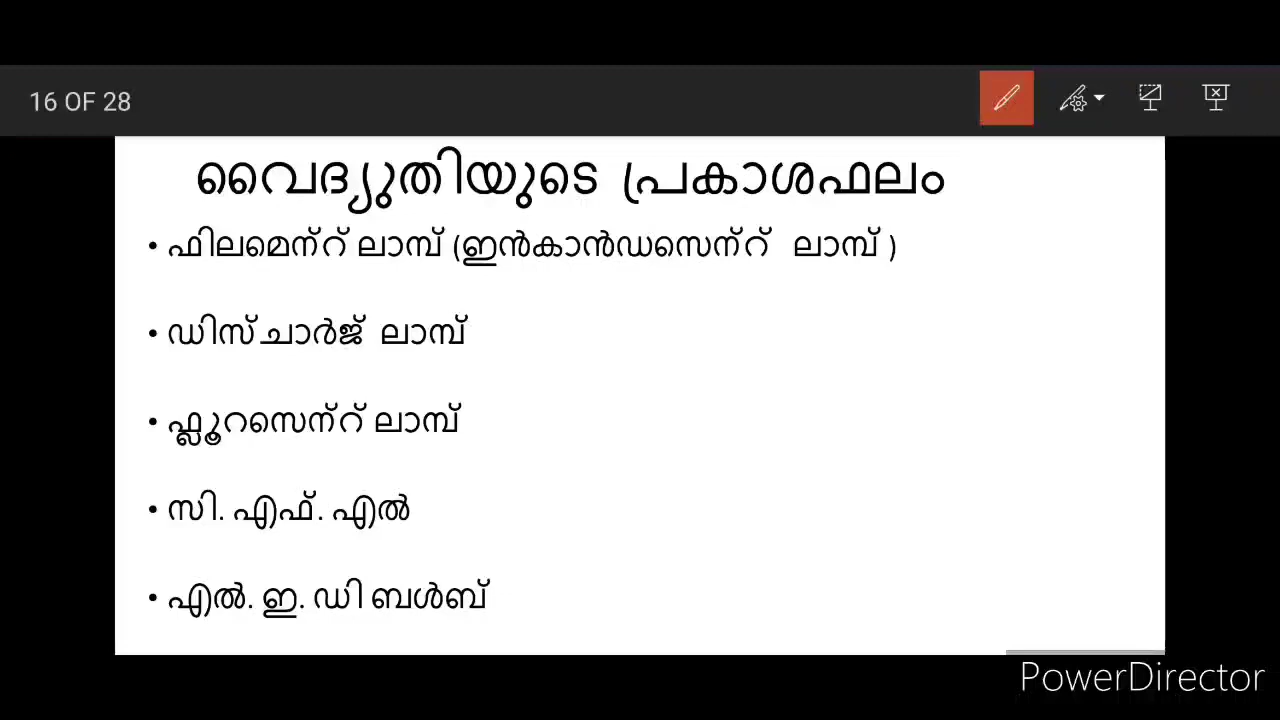 16 OF 28
വൈദ്യുതിയുടെ പ്രകാശഫലം
• ഫിലമെന്റ് ലാമ്പ് (ഇൻകാൻഡസെന്റ് ലാമ്പ് )
• ഡിസ്ചാർജ് ലാമ്പ്
• ഫ്ലൂറസെന്റ് ലാമ്പ്
• സി. എഫ്. എൽ
• എൽ. ഇ. ഡി ബൾബ്
PowerDirector